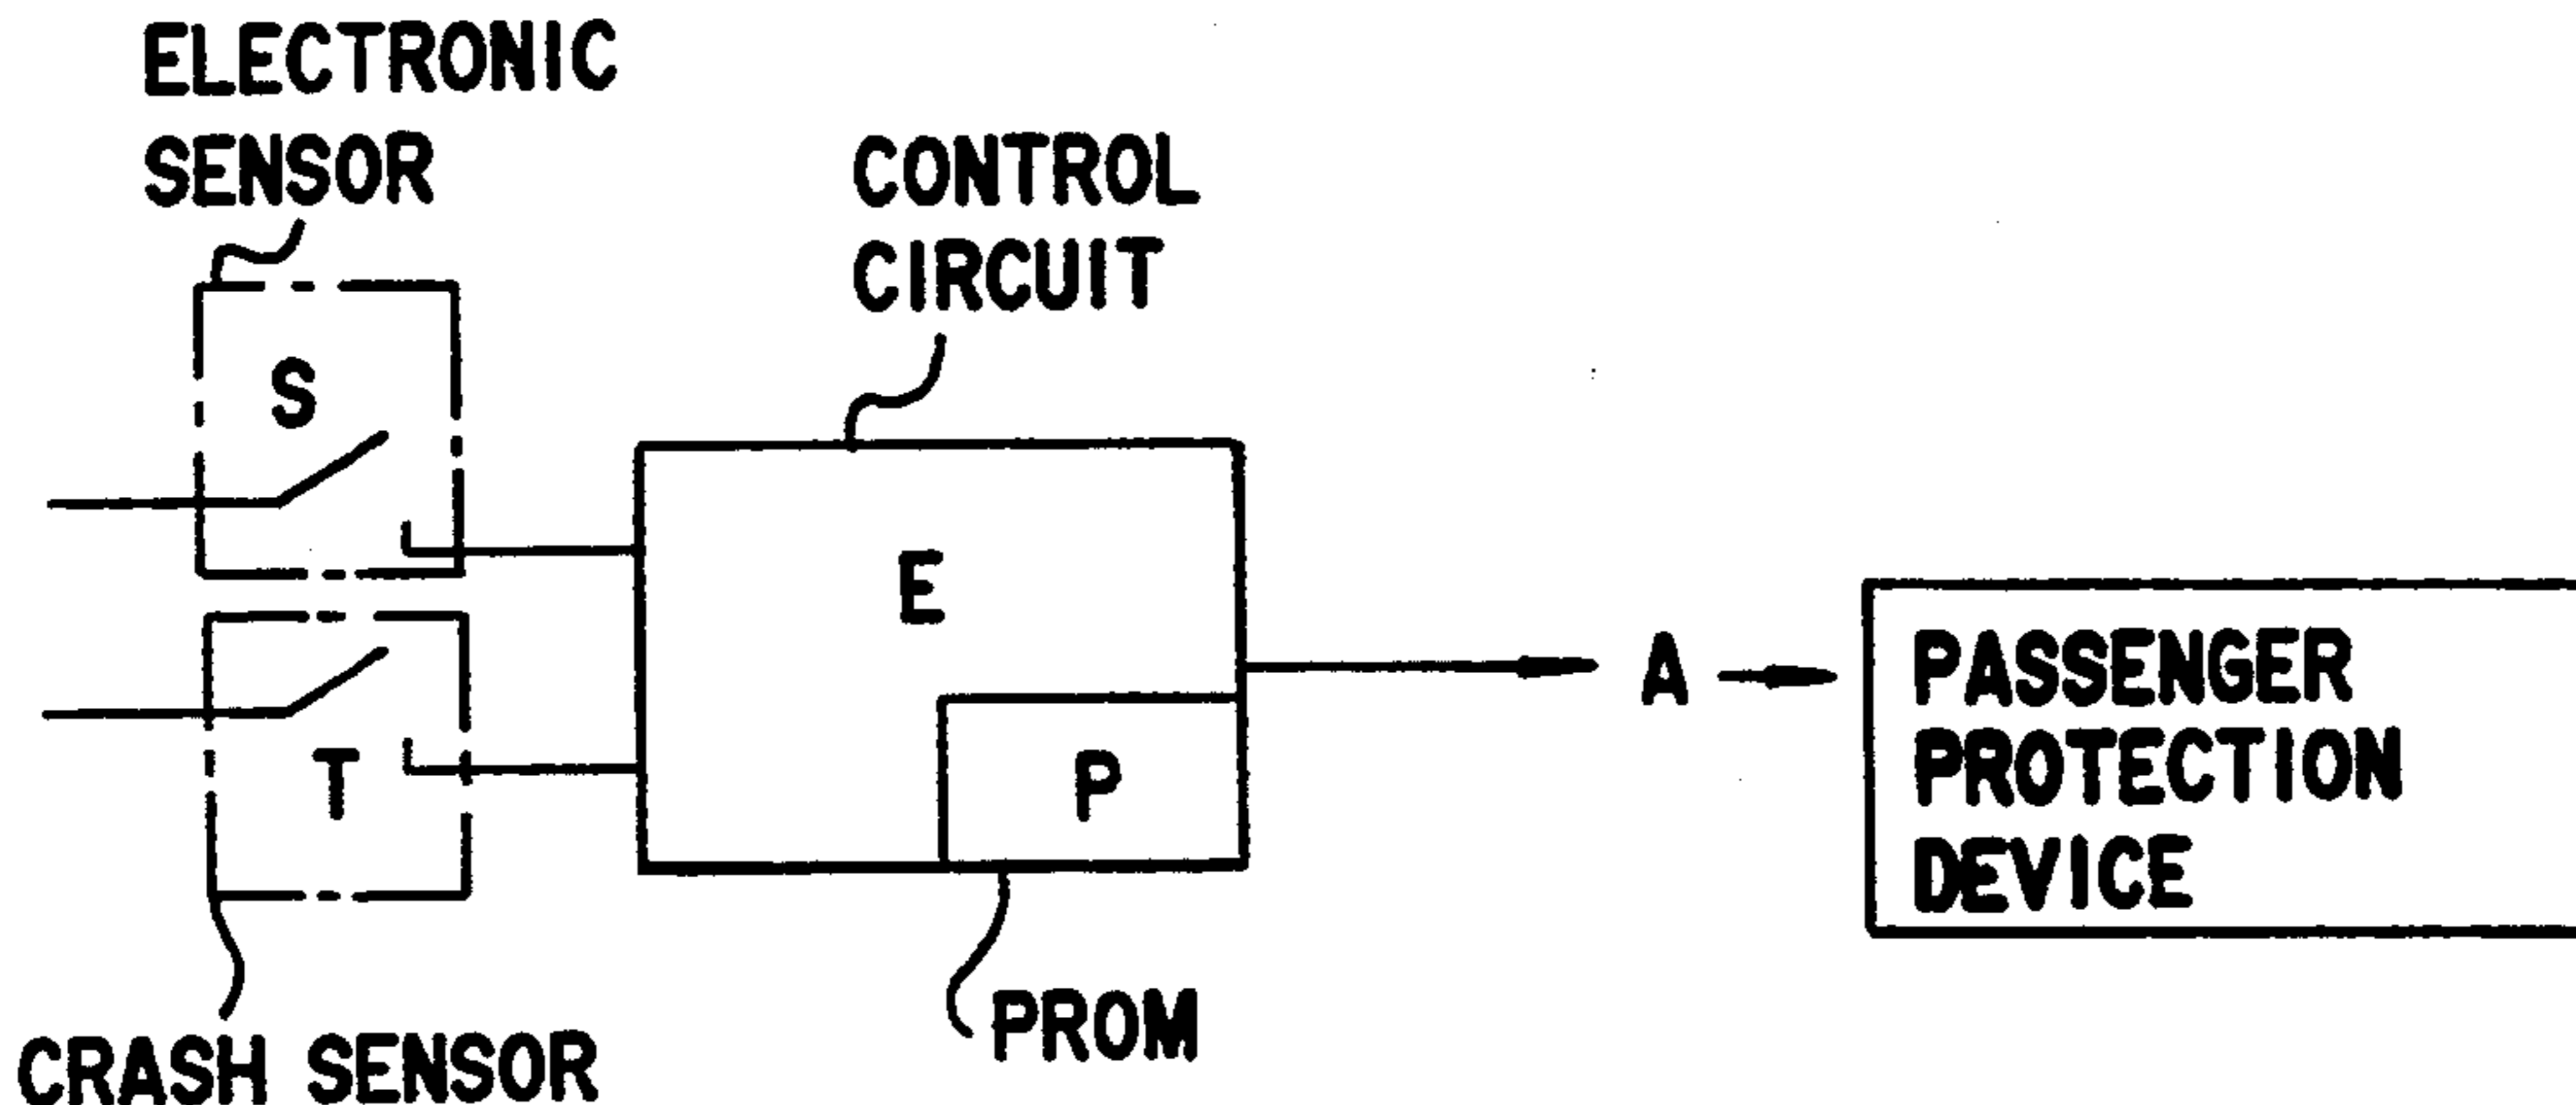 ELECTRONIC
SENSOR
CONTROL
CIRCUIT
S
E
T
P
A
PASSENGER
PROTECTION
DEVICE
PROM
CRASH SENSOR